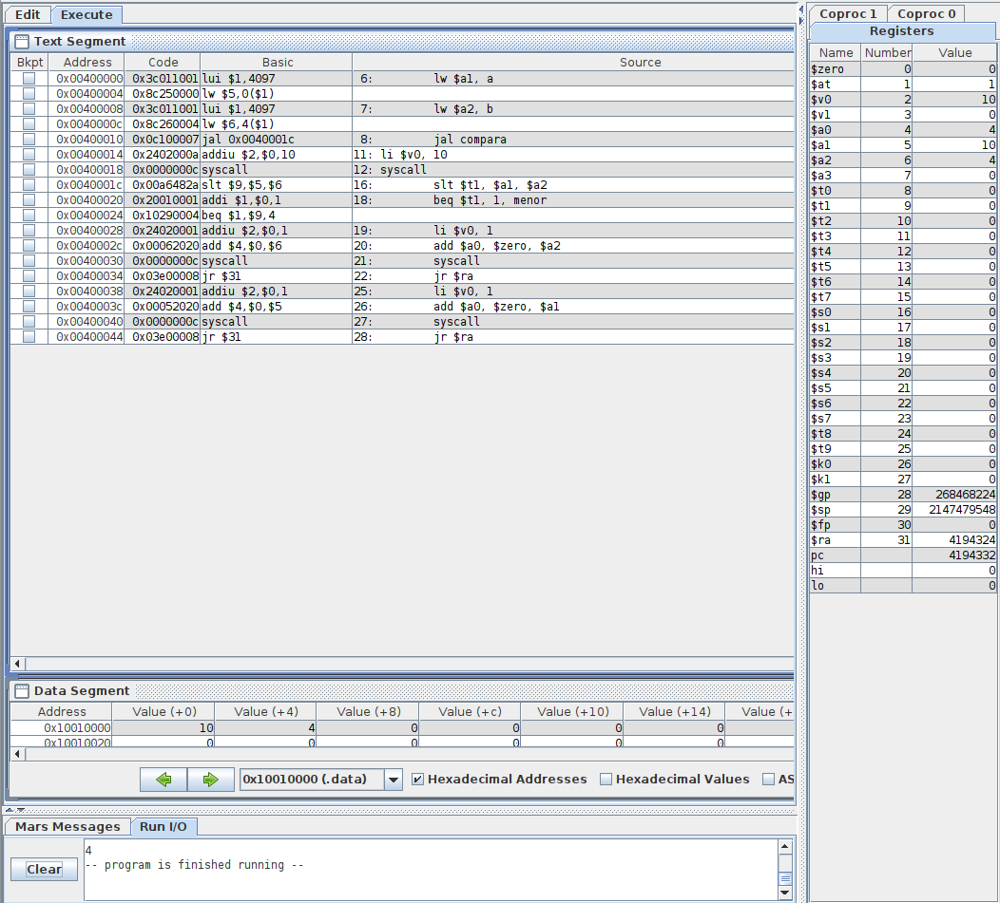 Edit Execute
Text Segment
Bkpt Address Code Basic Source
0x00400000 0x3c011001 lui $1,4097 6: lw $a1, a
0x00400004 0x8c250000 lw $5,0($1)
0x00400008 0x3c011001 lui $1,4097 7: lw $a2, b
0x0040000c 0x8c260004 lw $6,4($1)
0x00400010 0x0c100007 jal 0x0040001c 8: jal compara
0x00400014 0x2402000a addiu $2,$0,10 11: li $v0, 10
0x00400018 0x0000000c syscall 12: syscall
0x0040001c 0x00a6482a slt $9,$5,$6 16: slt $t1, $a1, $a2
0x00400020 0x20010001 addi $1,$0,1 18: beq $t1, 1, menor
0x00400024 0x10290004 beq $1,$9,4
0x00400028 0x24020001 addiu $2,$0,1 19: li $v0, 1
0x0040002c 0x00062020 add $4,$0,$6 20: add $a0, $zero, $a2
0x00400030 0x0000000c syscall 21: syscall
0x00400034 0x03e00008 jr $31 22: jr $ra
0x00400038 0x24020001 addiu $2,$0,1 25: li $v0, 1
0x0040003c 0x00052020 add $4,$0,$5 26: add $a0, $zero, $a1
0x00400040 0x0000000c syscall 27: syscall
0x00400044 0x03e00008 jr $31 28: jr $ra
Data Segment
Address Value (+0) Value (+4) Value (+8) Value (+c) Value (+10) Value (+14) Value (+
0x10010000 10 4 0 0 0 0
0x10010020 0 0 0 0 0 0
0x10010000 (.data) Hexadecimal Addresses Hexadecimal Values AS
Mars Messages Run I/O
Clear
4
-- program is finished running --
Coproc 1 Coproc 0
Registers
Name Number Value
$zero 0 0
$at 1 1
$v0 2 10
$v1 3 0
$a0 4 4
$a1 5 10
$a2 6 4
$a3 7 0
$t0 8 0
$t1 9 0
$t2 10 0
$t3 11 0
$t4 12 0
$t5 13 0
$t6 14 0
$t7 15 0
$s0 16 0
$s1 17 0
$s2 18 0
$s3 19 0
$s4 20 0
$s5 21 0
$s6 22 0
$s7 23 0
$t8 24 0
$t9 25 0
$k0 26 0
$k1 27 0
$gp 28 268468224
$sp 29 2147479548
$fp 30 0
$ra 31 4194324
pc 4194332
hi 0
lo 0